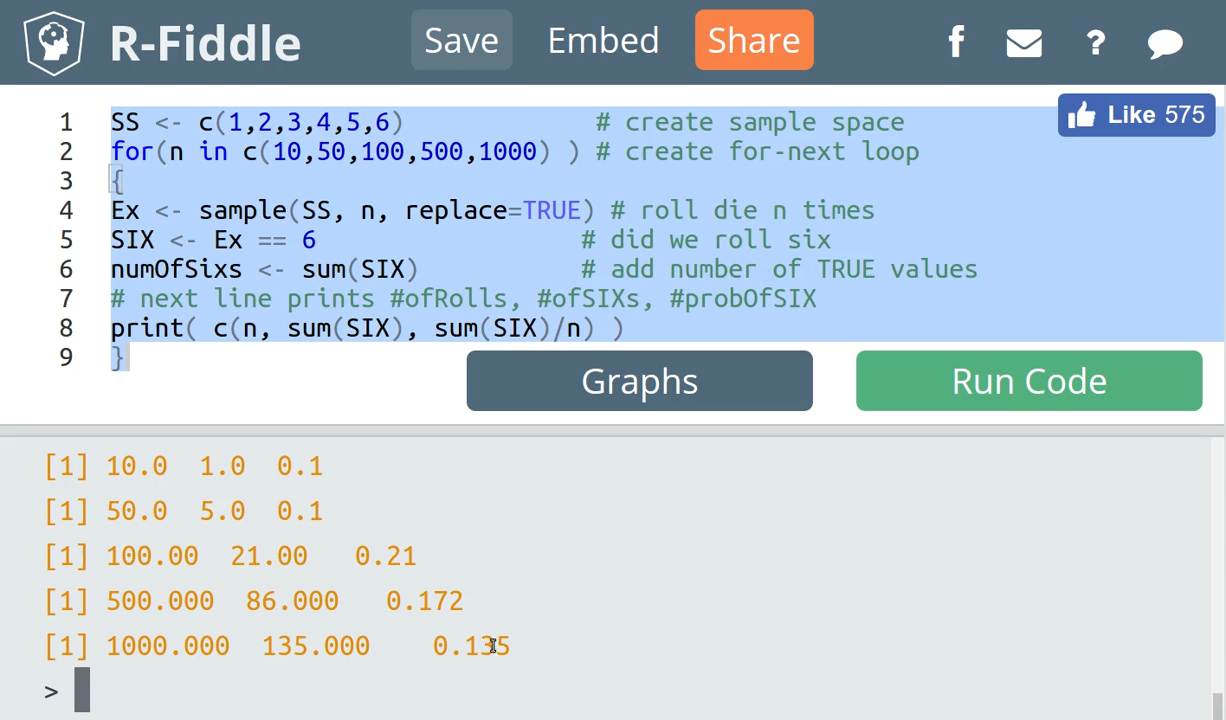 R-Fiddle Save Embed Share
Like 575
1 SS <- c(1,2,3,4,5,6) # create sample space
2 for(n in c(10,50,100,500,1000) ) # create for-next loop
3 {
4 Ex <- sample(SS, n, replace=TRUE) # roll die n times
5 SIX <- Ex == 6 # did we roll six
6 numOfSixs <- sum(SIX) # add number of TRUE values
7 # next line prints #ofRolls, #ofSIXs, #probOfSIX
8 print( c(n, sum(SIX), sum(SIX)/n) )
9 }
Graphs Run Code
[1] 10.0 1.0 0.1
[1] 50.0 5.0 0.1
[1] 100.00 21.00 0.21
[1] 500.000 86.000 0.172
[1] 1000.000 135.000 0.135
>